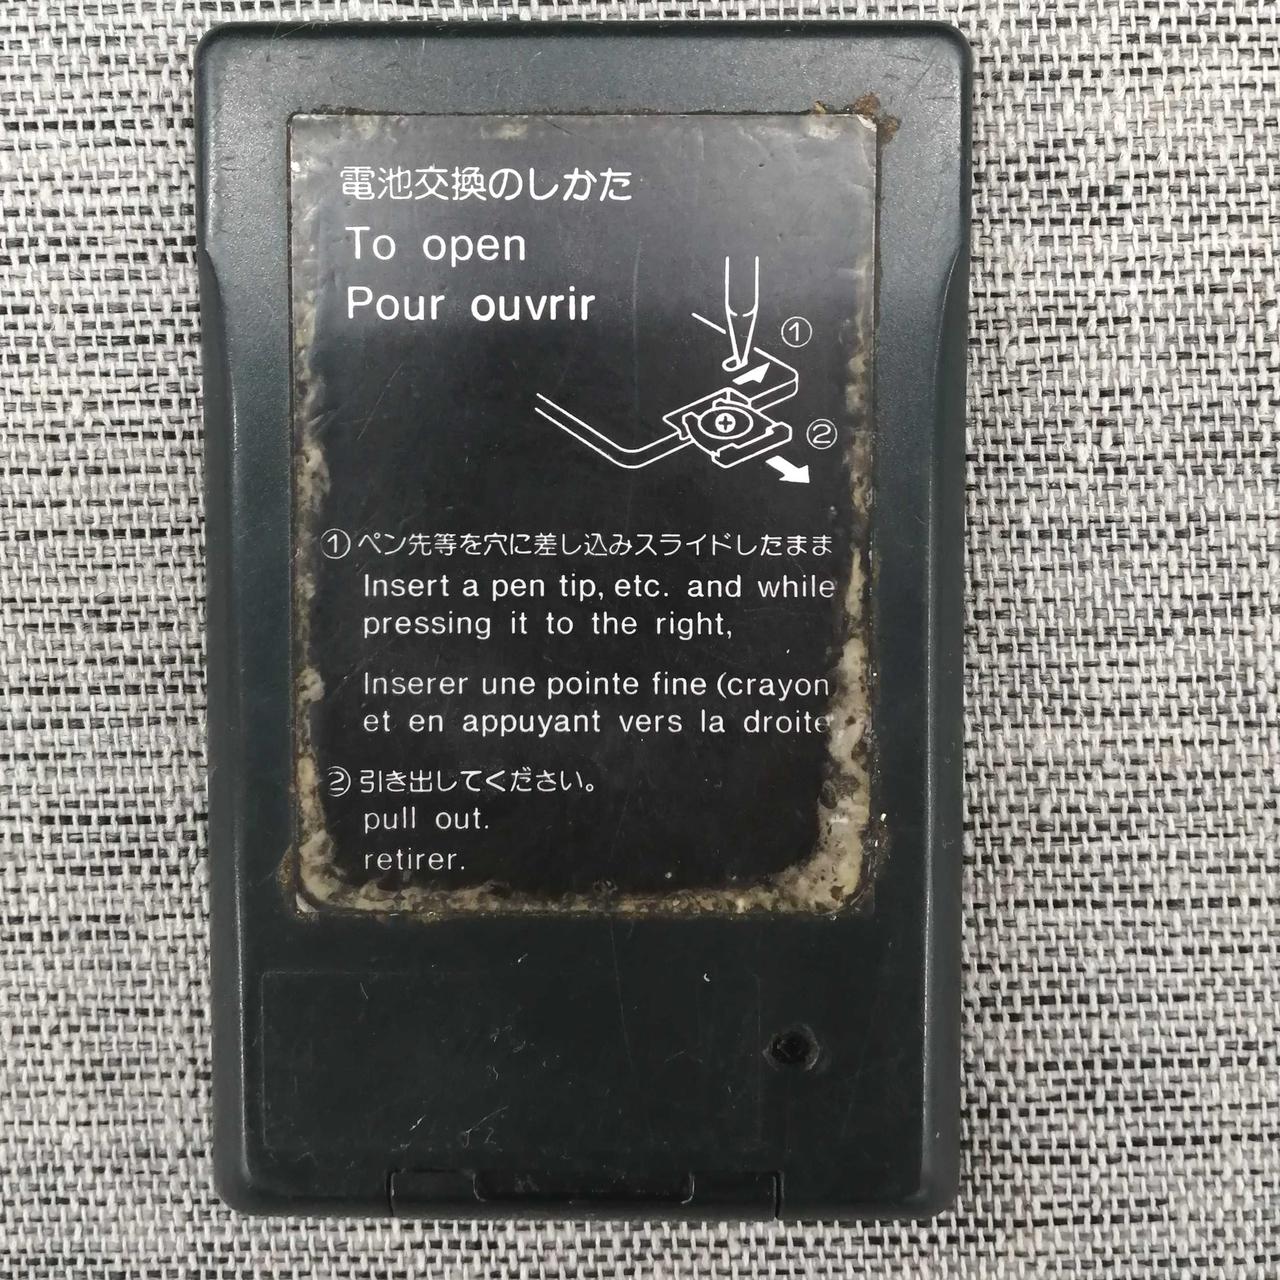 電池交換のしかた
To open
Pour ouvrir
①
②
① ペン先等を穴に差し込みスライドしたまま
Insert a pen tip, etc. and while
pressing it to the right,
Inserer une pointe fine (crayon
et en appuyant vers la droite
② 引き出してください。
pull out.
retirer.